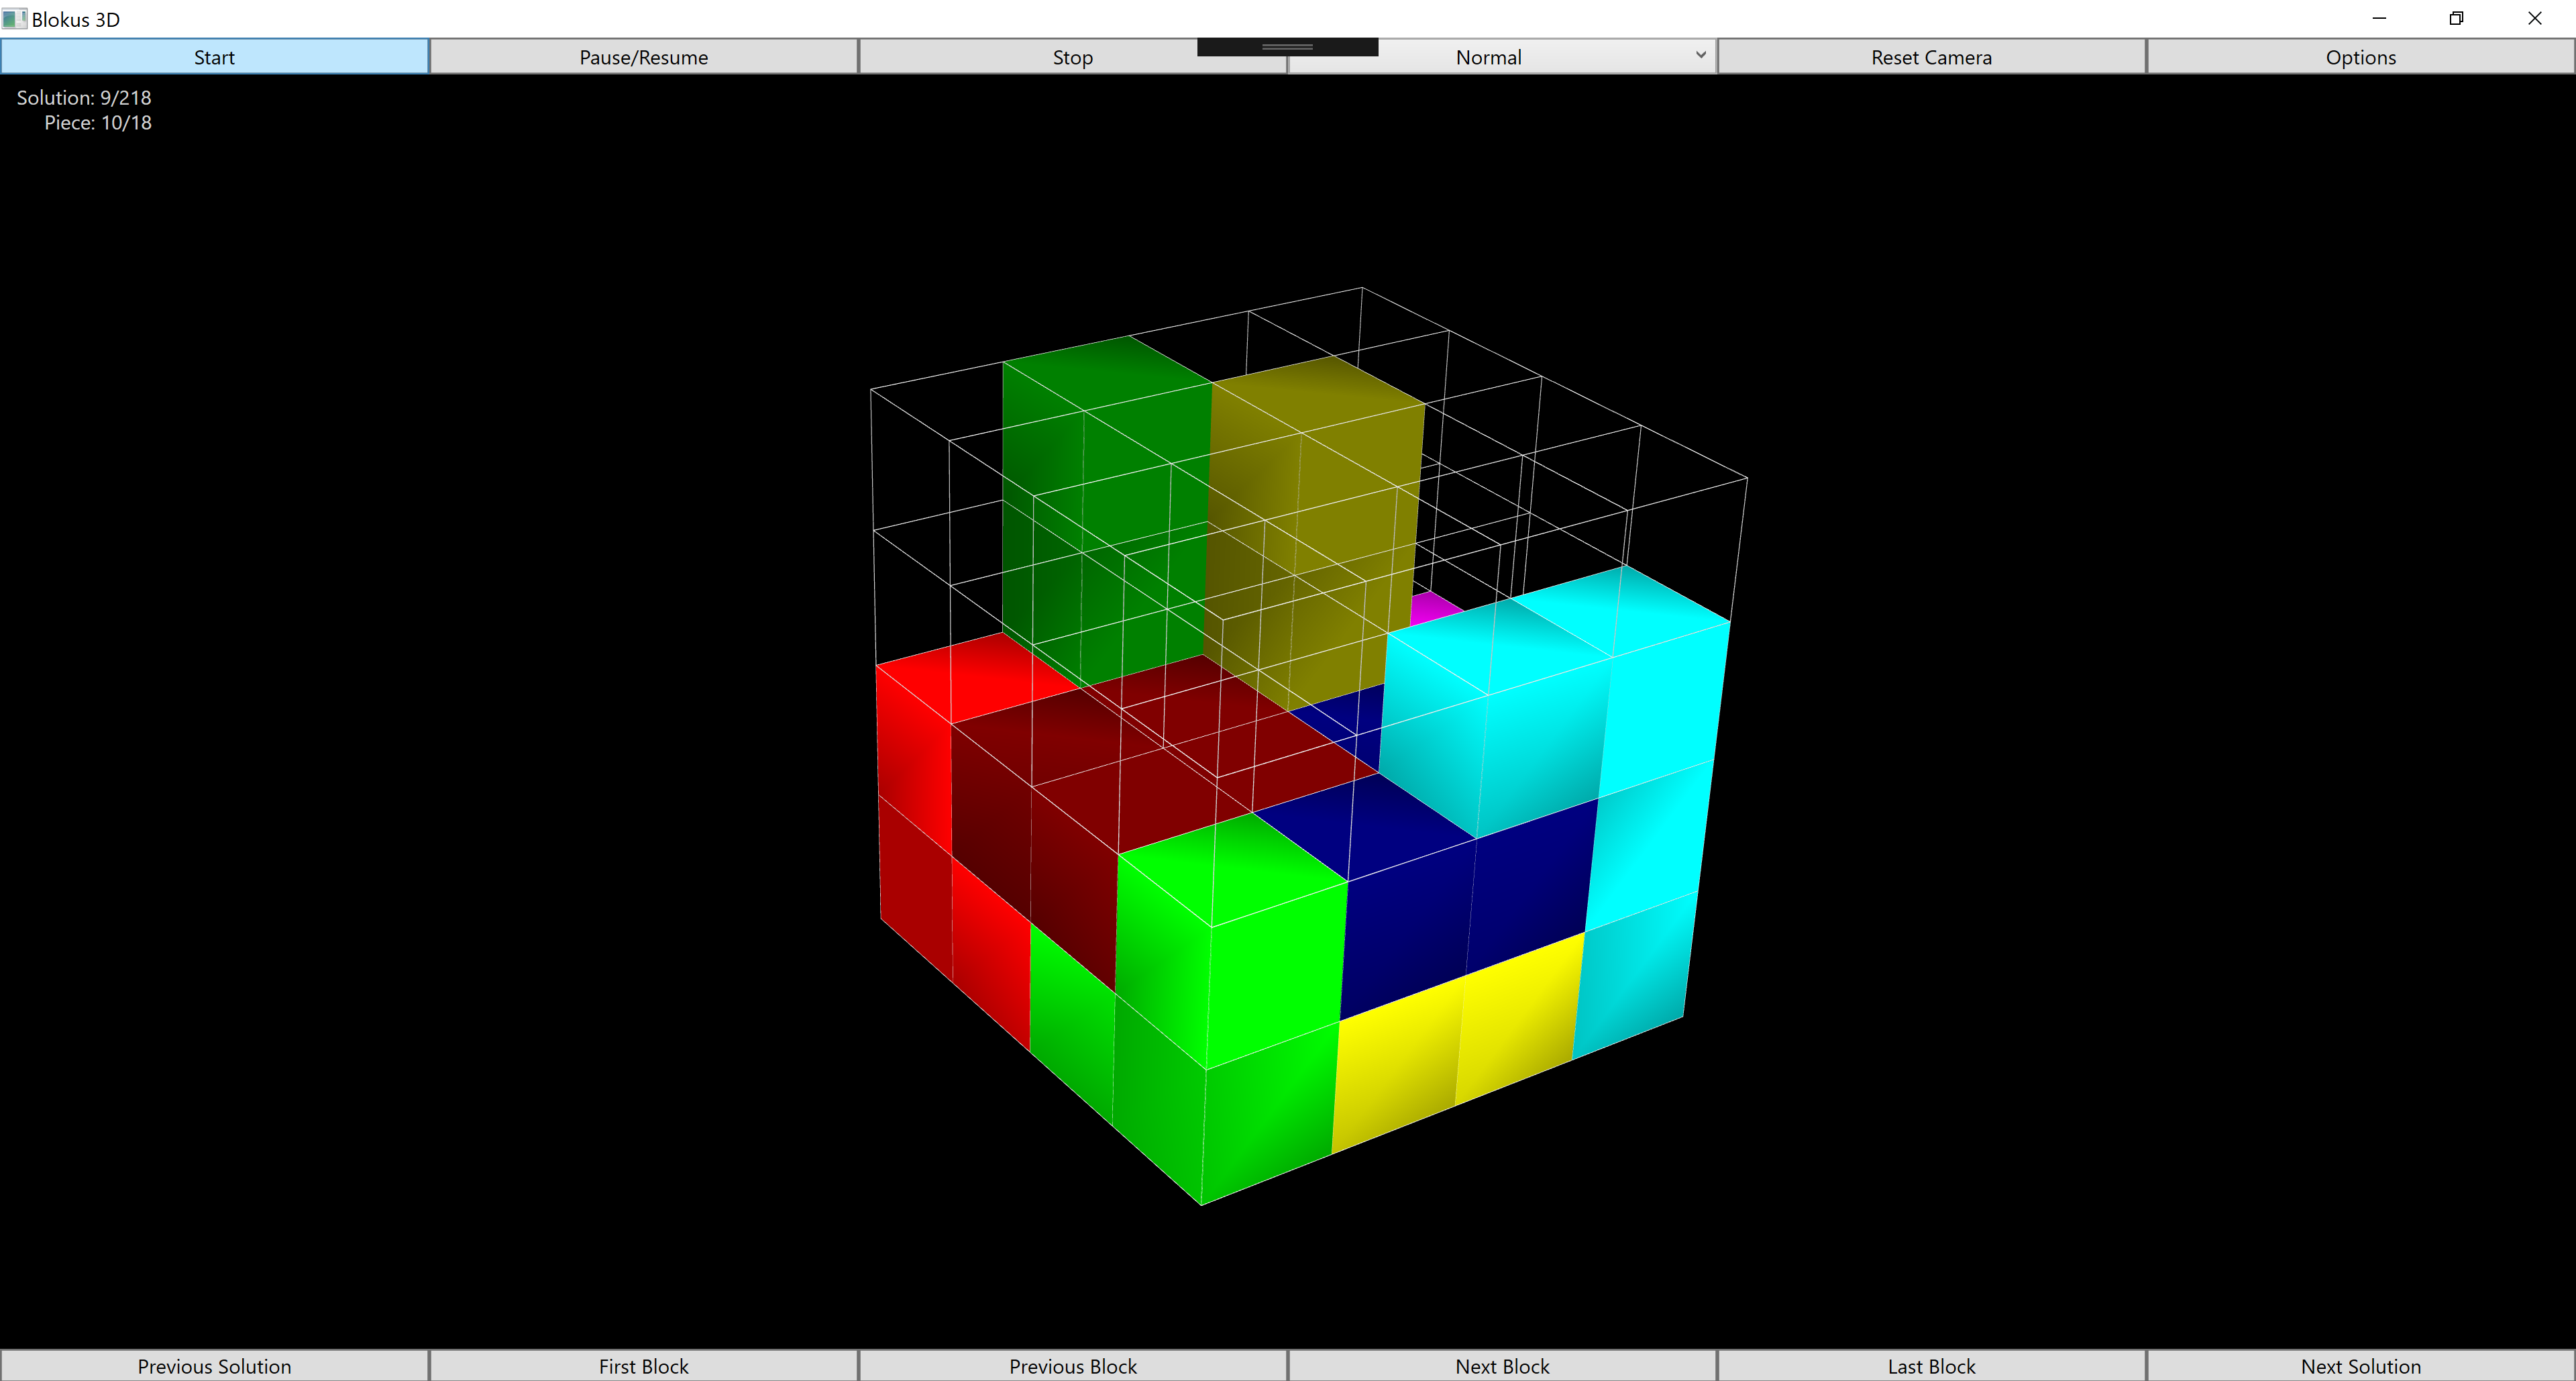 Blokus 3D
Start
Pause/Resume
Stop
Normal
Reset Camera
Options
Solution: 9/218
Piece: 10/18
Previous Solution
First Block
Previous Block
Next Block
Last Block
Next Solution